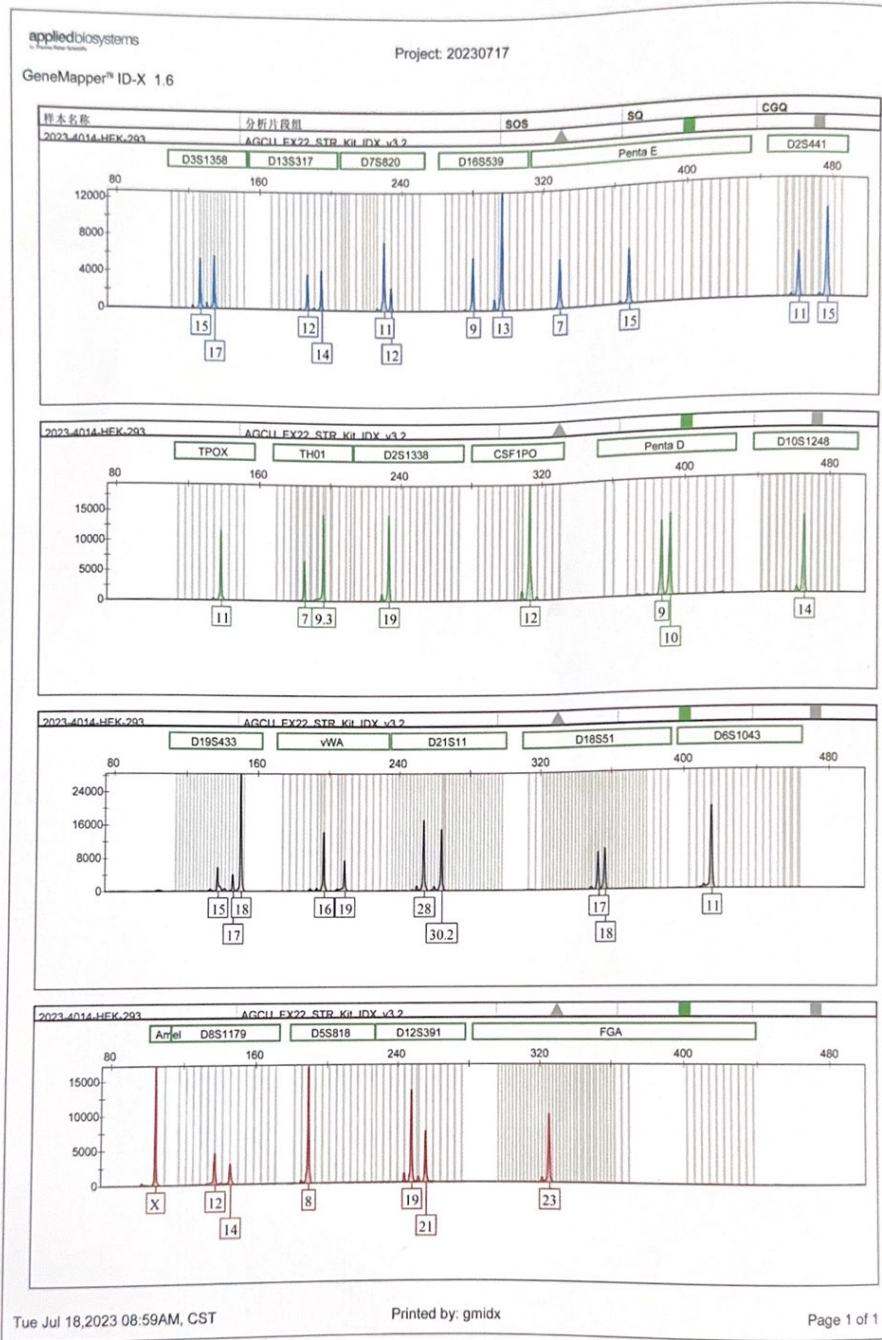 appliedbiosystems
by Thermo Fisher Scientific
Project: 20230717
GeneMapper™ ID-X 1.6
样本名称 分析片段组 SOS SQ CGQ
2023-4014-HEK-293 AGCU_EX22_STR_Kit_IDX_v3.2
D3S1358 D13S317 D7S820 D16S539 Penta E D2S441
80 160 240 320 400 480
12000
8000
4000
0
15 12 11 9 13 7 15 11 15
17 14 12
2023-4014-HEK-293 AGCU_EX22_STR_Kit_IDX_v3.2
TPOX TH01 D2S1338 CSF1PO Penta D D10S1248
80 160 240 320 400 480
15000
10000
5000
0
11 7 9.3 19 12 9 14
10
2023-4014-HEK-293 AGCU_EX22_STR_Kit_IDX_v3.2
D19S433 vWA D21S11 D18S51 D6S1043
80 160 240 320 400 480
24000
16000
8000
0
15 18 16 19 28 17 11
17 30.2 18
2023-4014-HEK-293 AGCU_EX22_STR_Kit_IDX_v3.2
Amel D8S1179 D5S818 D12S391 FGA
80 160 240 320 400 480
15000
10000
5000
0
X 12 8 19 23
14 21
Tue Jul 18,2023 08:59AM, CST Printed by: gmidx Page 1 of 1